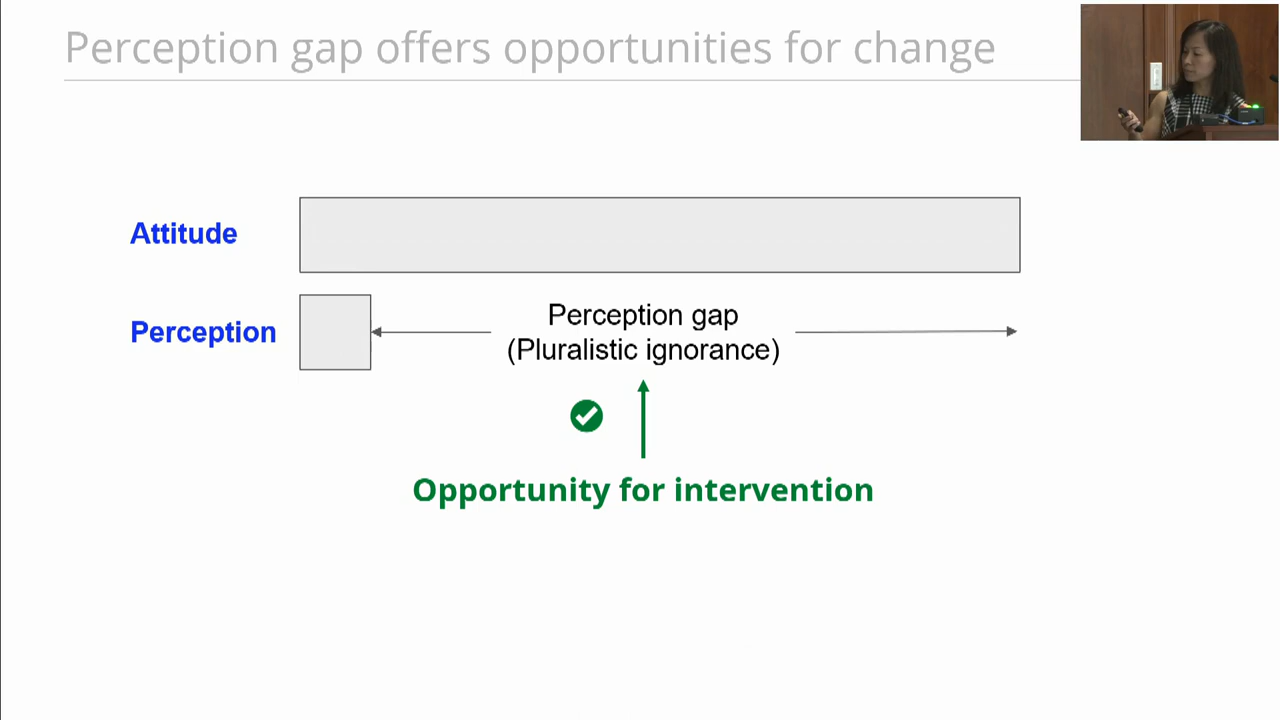 Perception gap offers opportunities for change
Attitude
Perception
Perception gap
(Pluralistic ignorance)
Opportunity for intervention